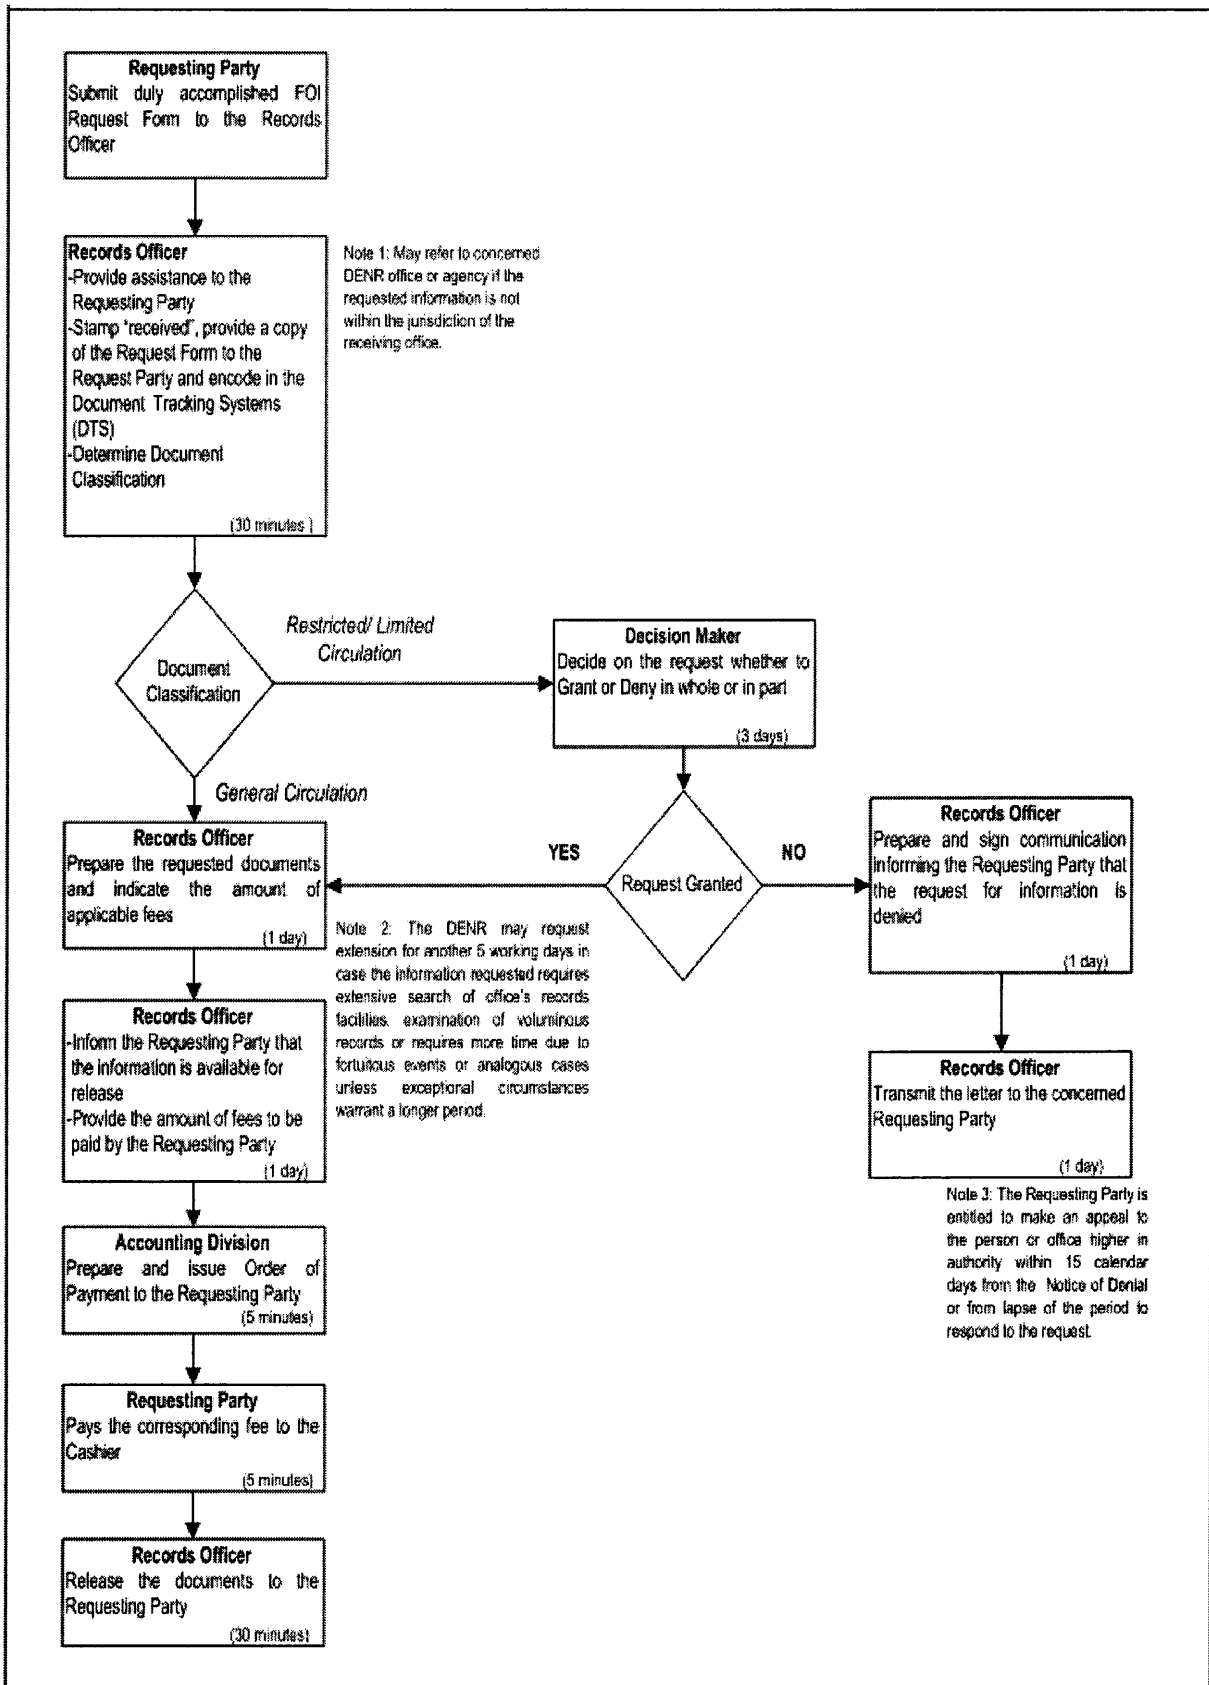 Requesting Party
Submit duly accomplished FOI
Request Form to the Records
Officer
Records Officer
-Provide assistance to the
Requesting Party
-Stamp "received", provide a copy
of the Request Form to the
Request Party and encode in the
Document Tracking Systems
(DTS)
-Determine Document
Classification
(30 minutes )
Note 1: May refer to concerned
DENR office or agency if the
requested information is not
within the jurisdiction of the
receiving office.
Document
Classification
Restricted/ Limited
Circulation
Decision Maker
Decide on the request whether to
Grant or Deny in whole or in part
(3 days)
General Circulation
Records Officer
Prepare the requested documents
and indicate the amount of
applicable fees
(1 day)
YES
Request Granted
NO
Records Officer
Prepare and sign communication
informing the Requesting Party that
the request for information is
denied
(1 day)
Note 2: The DENR may request
extension for another 5 working days in
case the information requested requires
extensive search of office's records
facilities, examination of voluminous
records or requires more time due to
fortuitous events or analogous cases
unless exceptional circumstances
warrant a longer period.
Records Officer
-Inform the Requesting Party that
the information is available for
release
-Provide the amount of fees to be
paid by the Requesting Party
(1 day)
Records Officer
Transmit the letter to the concerned
Requesting Party
(1 day)
Note 3: The Requesting Party is
entitled to make an appeal to
the person or office higher in
authority within 15 calendar
days from the Notice of Denial
or from lapse of the period to
respond to the request.
Accounting Division
Prepare and issue Order of
Payment to the Requesting Party
(5 minutes)
Requesting Party
Pays the corresponding fee to the
Cashier
(5 minutes)
Records Officer
Release the documents to the
Requesting Party
(30 minutes)